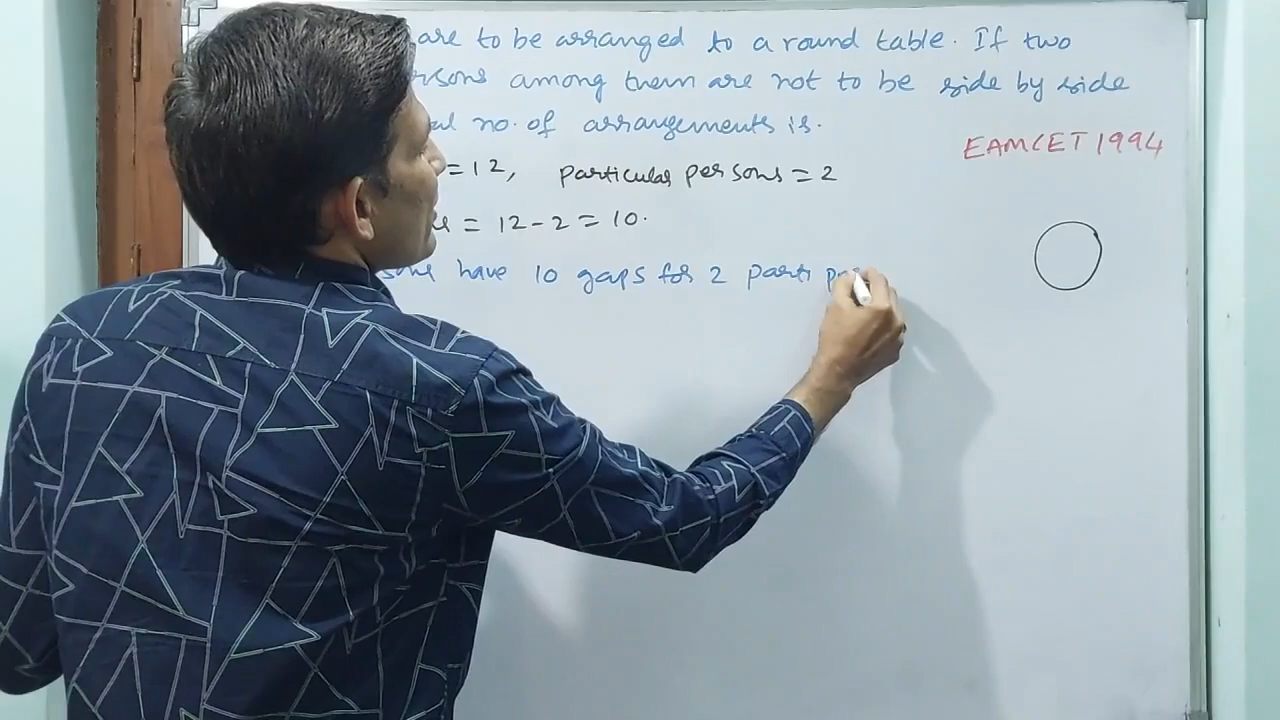 are to be arranged to a round table. If two
among them are not to be side by side
no. of arrangements is.
EAMCET 1994
=12, particular persons = 2
= 12-2 = 10.
have 10 gaps for 2 parti